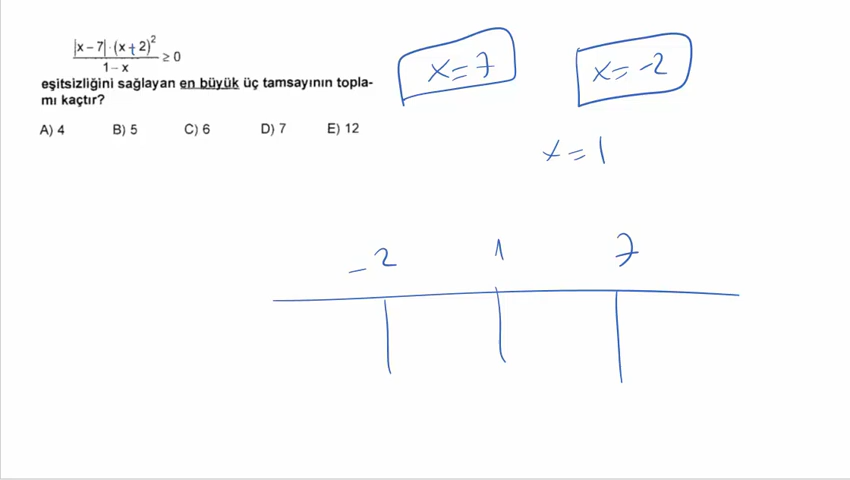 |x – 7| · (x + 2)²
1 – x
≥ 0
eşitsizliğini sağlayan en büyük üç tamsayının topla-
mı kaçtır?
A) 4 B) 5 C) 6 D) 7 E) 12
x = 7
x = -2
x = 1
-2 1 7